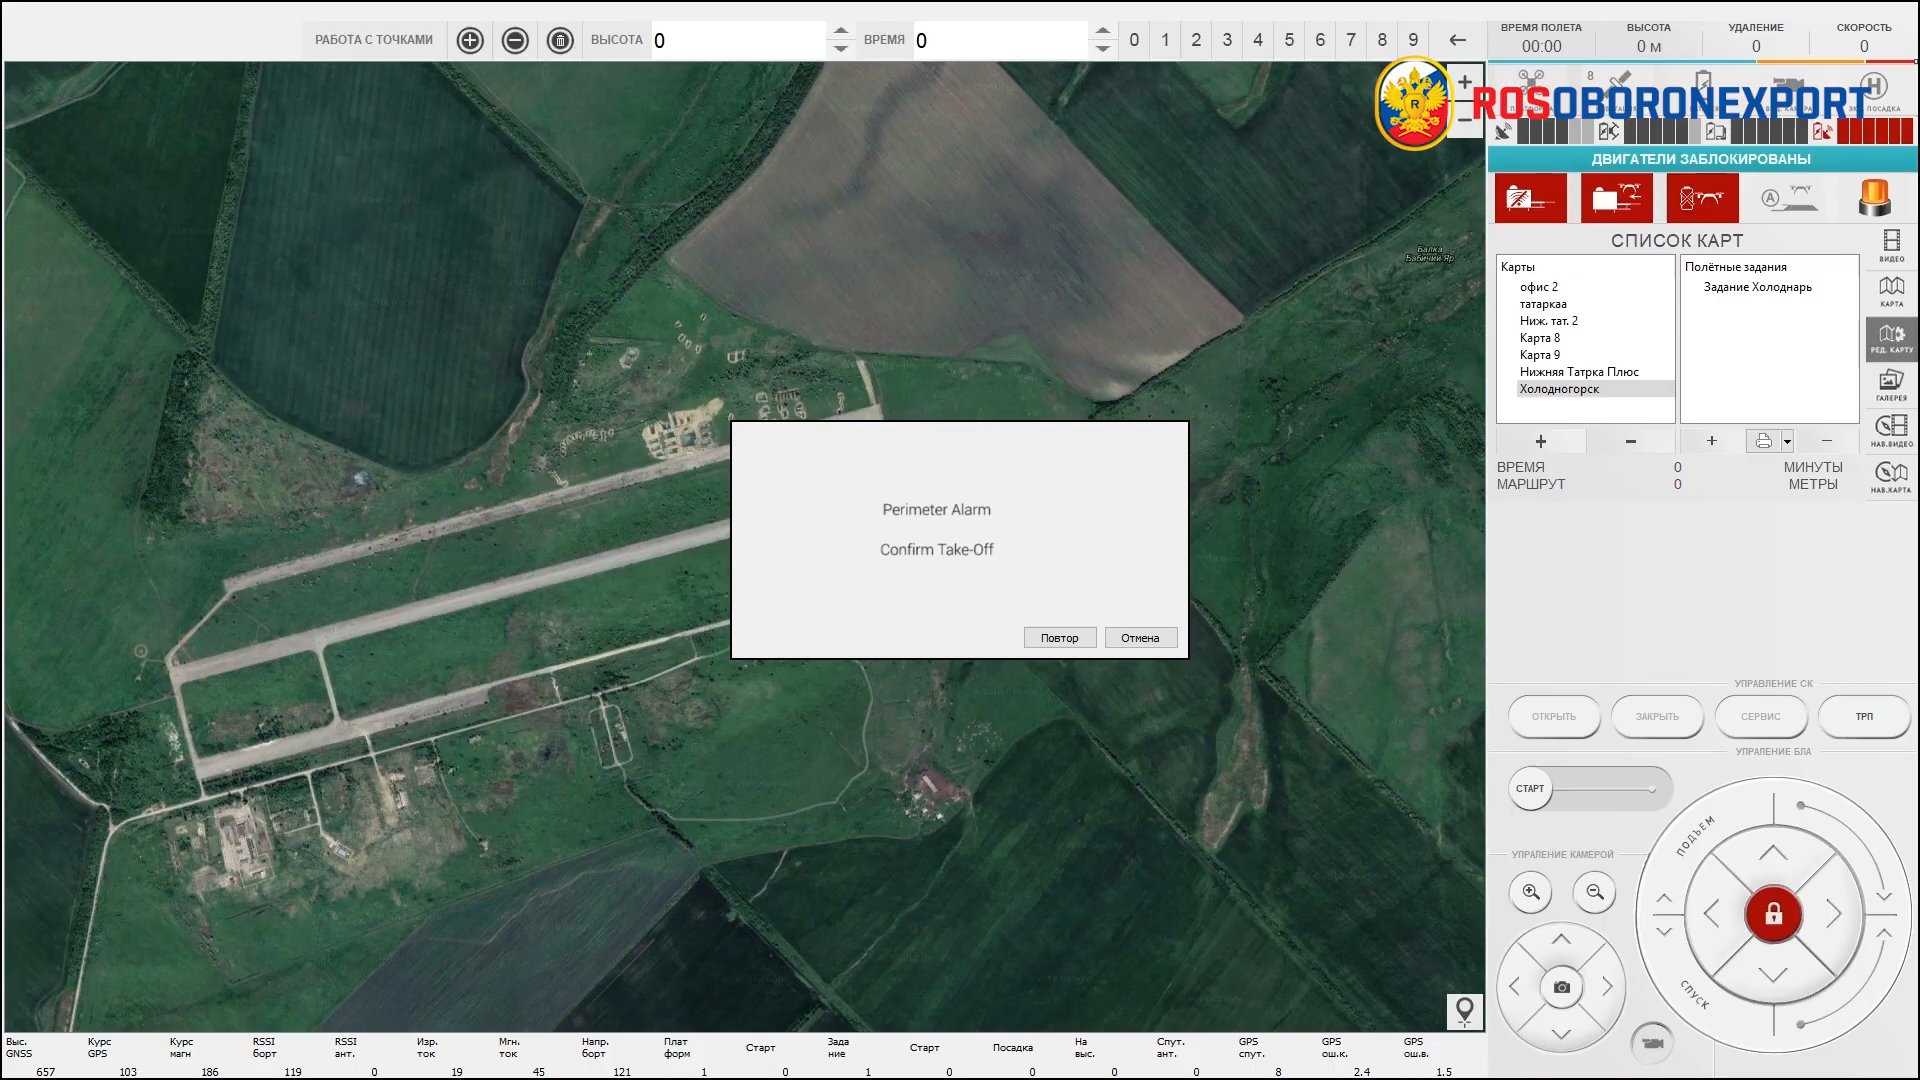 РАБОТА С ТОЧКАМИ
ВЫСОТА 0
ВРЕМЯ 0
0 1 2 3 4 5 6 7 8 9
ВРЕМЯ ПОЛЕТА ВЫСОТА УДАЛЕНИЕ СКОРОСТЬ
00:00 0 м 0 0
8
H
R
ROSOBORONEXPORT
ДВИГАТЕЛИ ЗАБЛОКИРОВАНЫ
A
СПИСОК КАРТ
ВИДЕО
КАРТА
РЕД. КАРТУ
ГАЛЕРЕЯ
НАВ.ВИДЕО
НАВ.КАРТА
Карты
офис 2
татаркаа
Ниж. тат. 2
Карта 8
Карта 9
Нижняя Татрка Плюс
Холодногорск
Полётные задания
Задание Холоднарь
ВРЕМЯ 0 МИНУТЫ
МАРШРУТ 0 МЕТРЫ
Балка
Бабичий Яр
Perimeter Alarm
Confirm Take-Off
Повтор Отмена
УПРАВЛЕНИЕ СК
ОТКРЫТЬ ЗАКРЫТЬ СЕРВИС ТРП
УПРАЛЕНИЕ БЛА
СТАРТ
ПОДЪЕМ
СПУСК
УПРАЛЕНИЕ КАМЕРОЙ
Выс. GNSS 657
Курс GPS 103
Курс магн 186
RSSI борт 119
RSSI ант. 0
Изр. ток 19
Мгн. ток 45
Напр. борт 121
Плат форм 1
Старт 0
Зада ние 1
Старт 0
Посадка 0
На выс. 0
Спут. ант. 0
GPS спут. 8
GPS ош.к. 2.4
GPS ош.в. 1.5